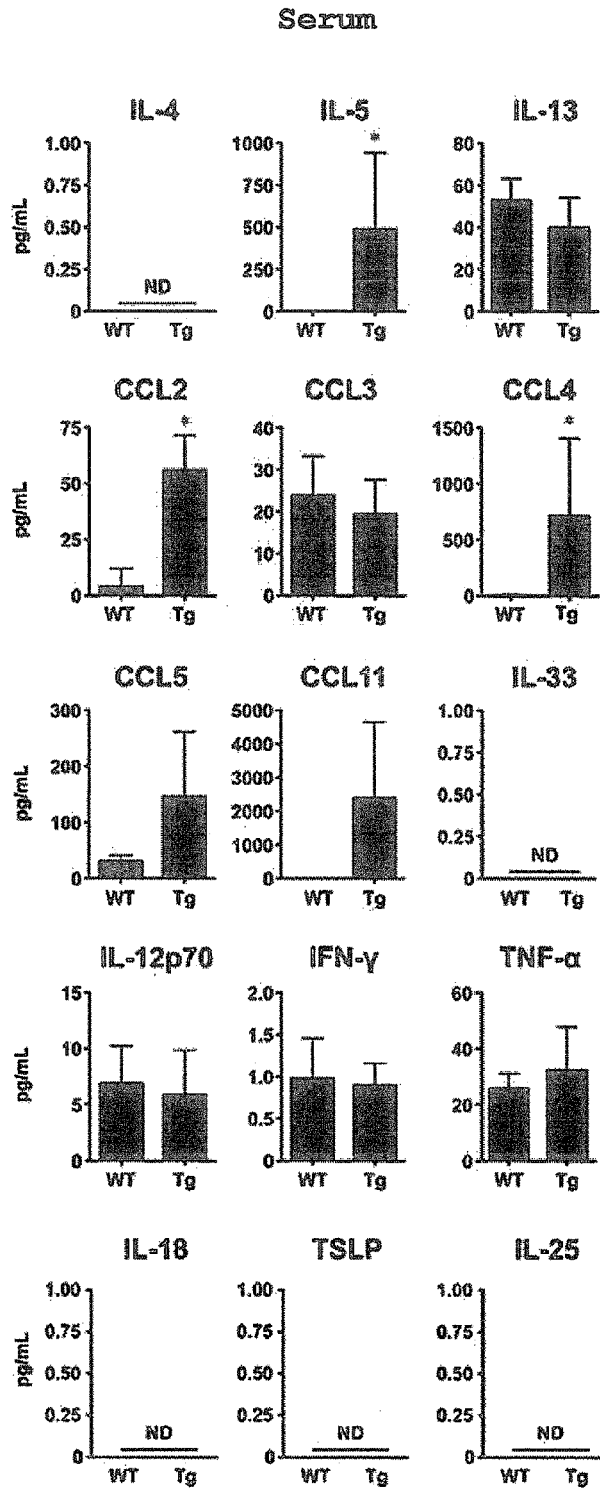 Serum
IL-4 IL-5 IL-13
pg/mL
1.00
0.75
0.50
0.25
0
ND
WT Tg
1000
750
500
250
0
*
WT Tg
80
60
40
20
0
WT Tg
CCL2 CCL3 CCL4
pg/mL
75
50
25
0
*
WT Tg
40
30
20
10
0
WT Tg
1500
1000
500
0
*
WT Tg
CCL5 CCL11 IL-33
pg/mL
300
200
100
0
WT Tg
5000
4000
3000
2000
1000
0
WT Tg
1.00
0.75
0.50
0.25
0
ND
WT Tg
IL-12p70 IFN-γ TNF-α
pg/mL
15
10
5
0
WT Tg
2.0
1.5
1.0
0.5
0
WT Tg
60
40
20
0
WT Tg
IL-18 TSLP IL-25
pg/mL
1.00
0.75
0.50
0.25
0
ND
WT Tg
1.00
0.75
0.50
0.25
0
ND
WT Tg
1.00
0.75
0.50
0.25
0
ND
WT Tg